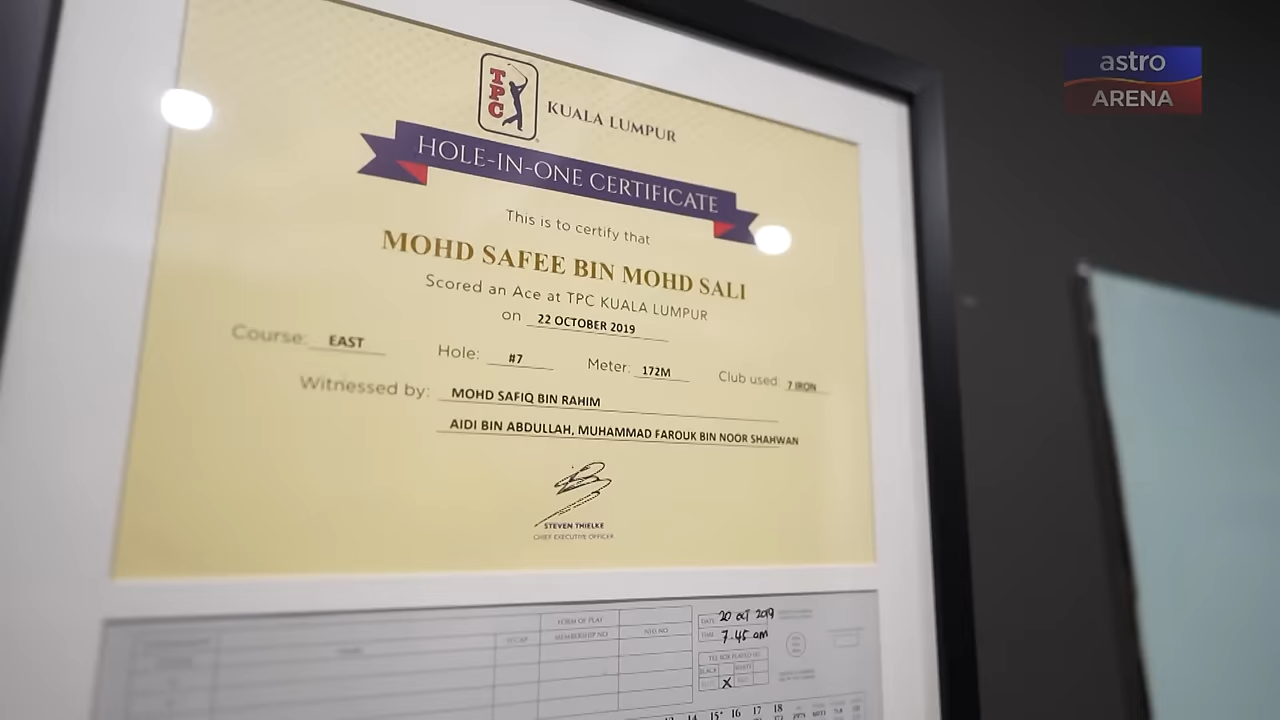 astro
ARENA
TPC
KUALA LUMPUR
HOLE-IN-ONE CERTIFICATE
This is to certify that
MOHD SAFEE BIN MOHD SALI
Scored an Ace at TPC KUALA LUMPUR
on 22 OCTOBER 2019
Course: EAST Hole: #7 Meter: 172M Club used: 7 IRON
Witnessed by: MOHD SAFIQ BIN RAHIM
AIDI BIN ABDULLAH, MUHAMMAD FAROUK BIN NOOR SHAHWAN
STEVEN THIELKE
CHIEF EXECUTIVE OFFICER
FORM OF PLAY
MEMBERSHIP NO
DATE 20 OCT 2019
TIME 7.45 am
BLACK WHITE
X
14 15 16 17 18